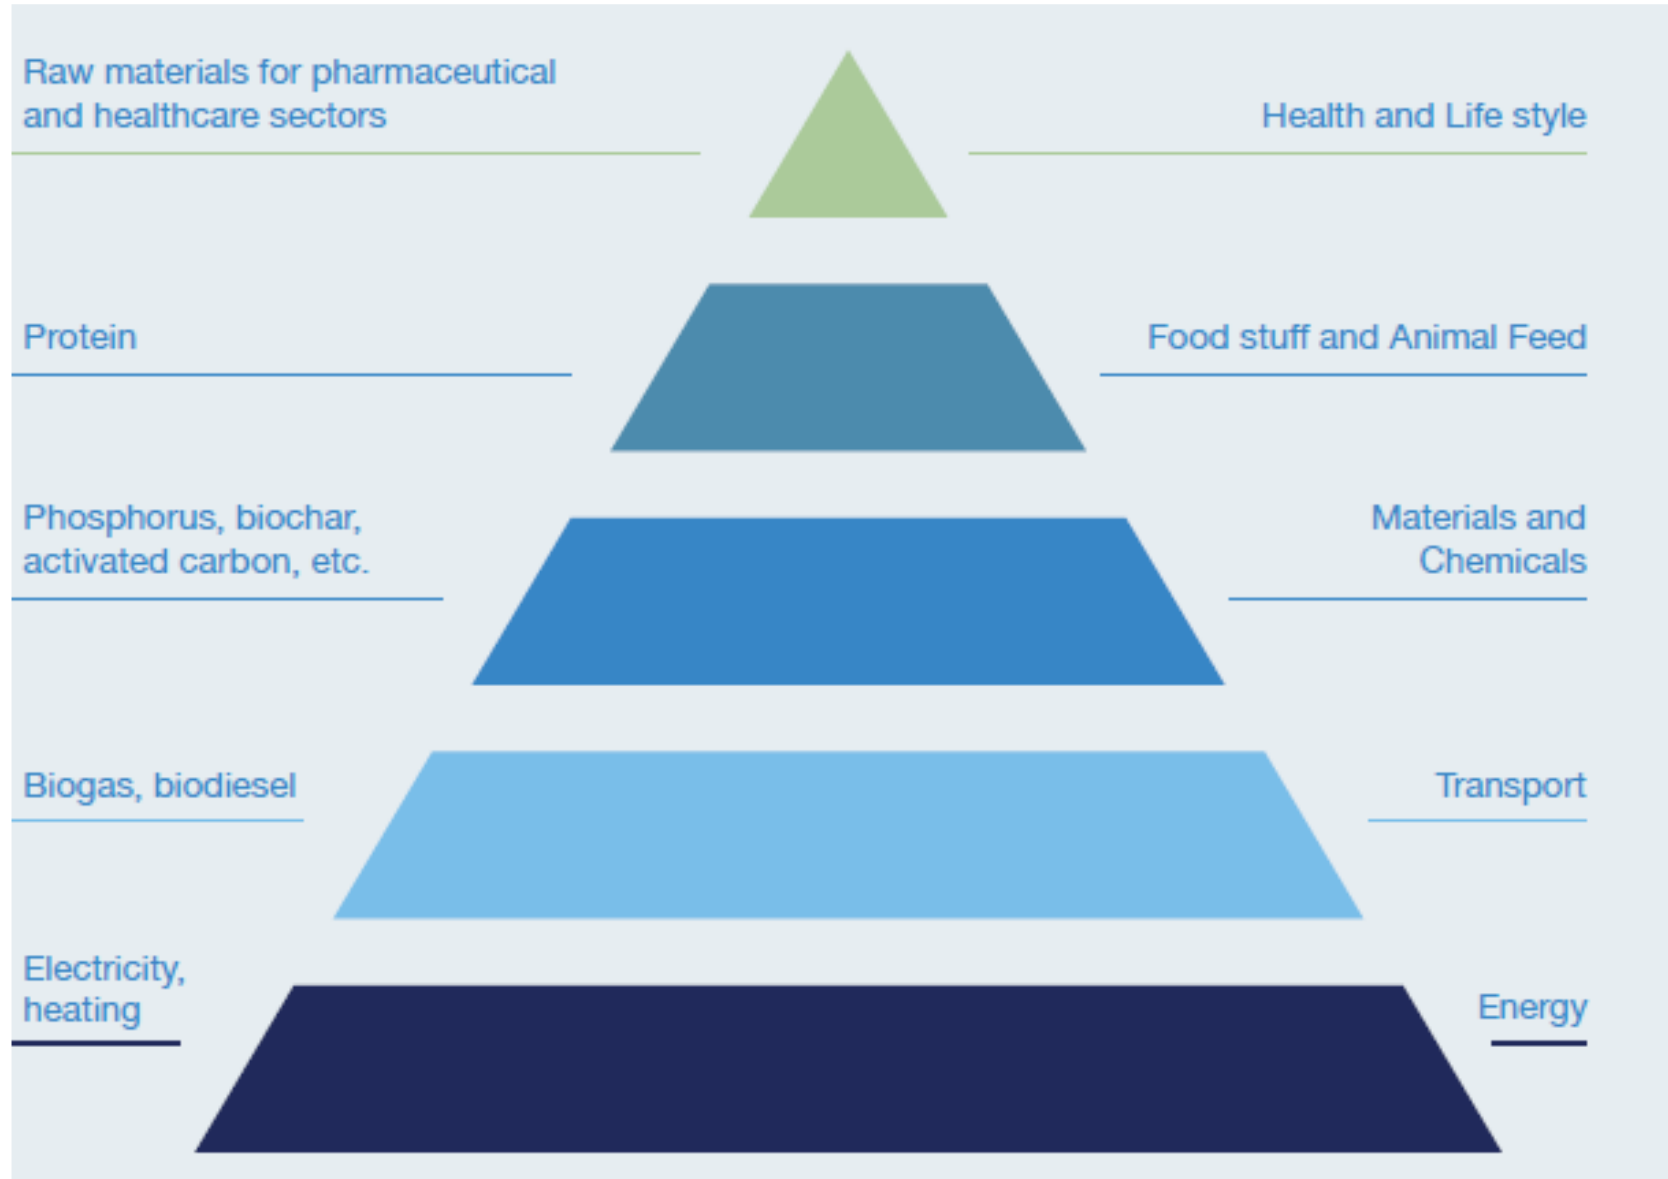 Raw materials for pharmaceutical
and healthcare sectors
Health and Life style
Protein
Food stuff and Animal Feed
Phosphorus, biochar,
activated carbon, etc.
Materials and
Chemicals
Biogas, biodiesel
Transport
Electricity,
heating
Energy